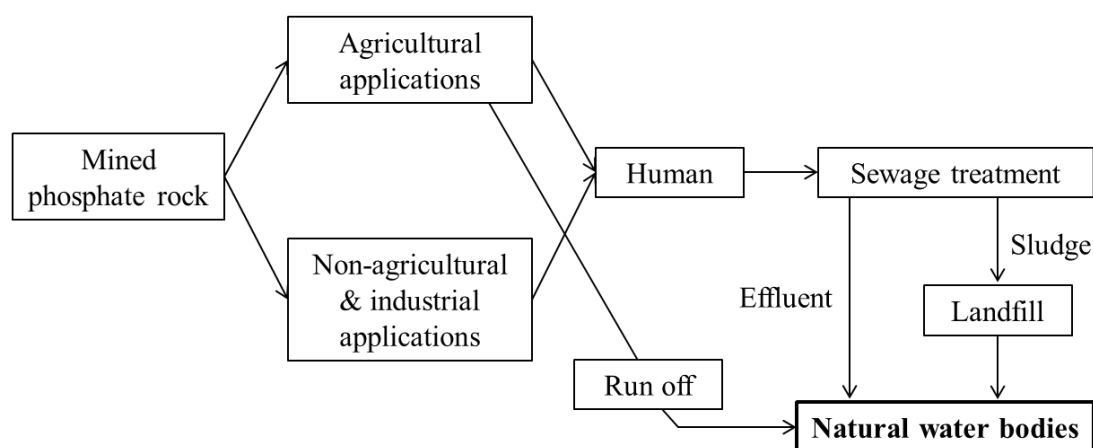 Agricultural
applications
Mined
phosphate rock
Human
Sewage treatment
Non-agricultural
& industrial
applications
Sludge
Effluent
Landfill
Run off
Natural water bodies